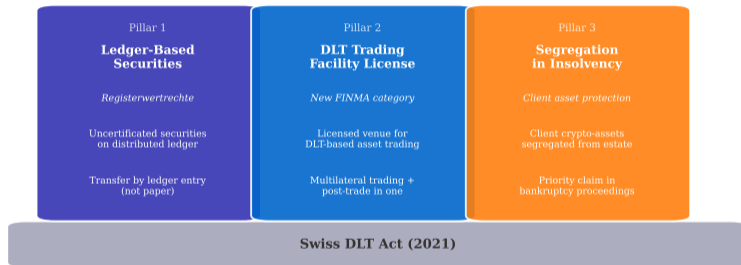 Pillar 1
Ledger-Based
Securities
Registerwertrechte
Uncertificated securities
on distributed ledger
Transfer by ledger entry
(not paper)
Pillar 2
DLT Trading
Facility License
New FINMA category
Licensed venue for
DLT-based asset trading
Multilateral trading +
post-trade in one
Pillar 3
Segregation
in Insolvency
Client asset protection
Client crypto-assets
segregated from estate
Priority claim in
bankruptcy proceedings
Swiss DLT Act (2021)